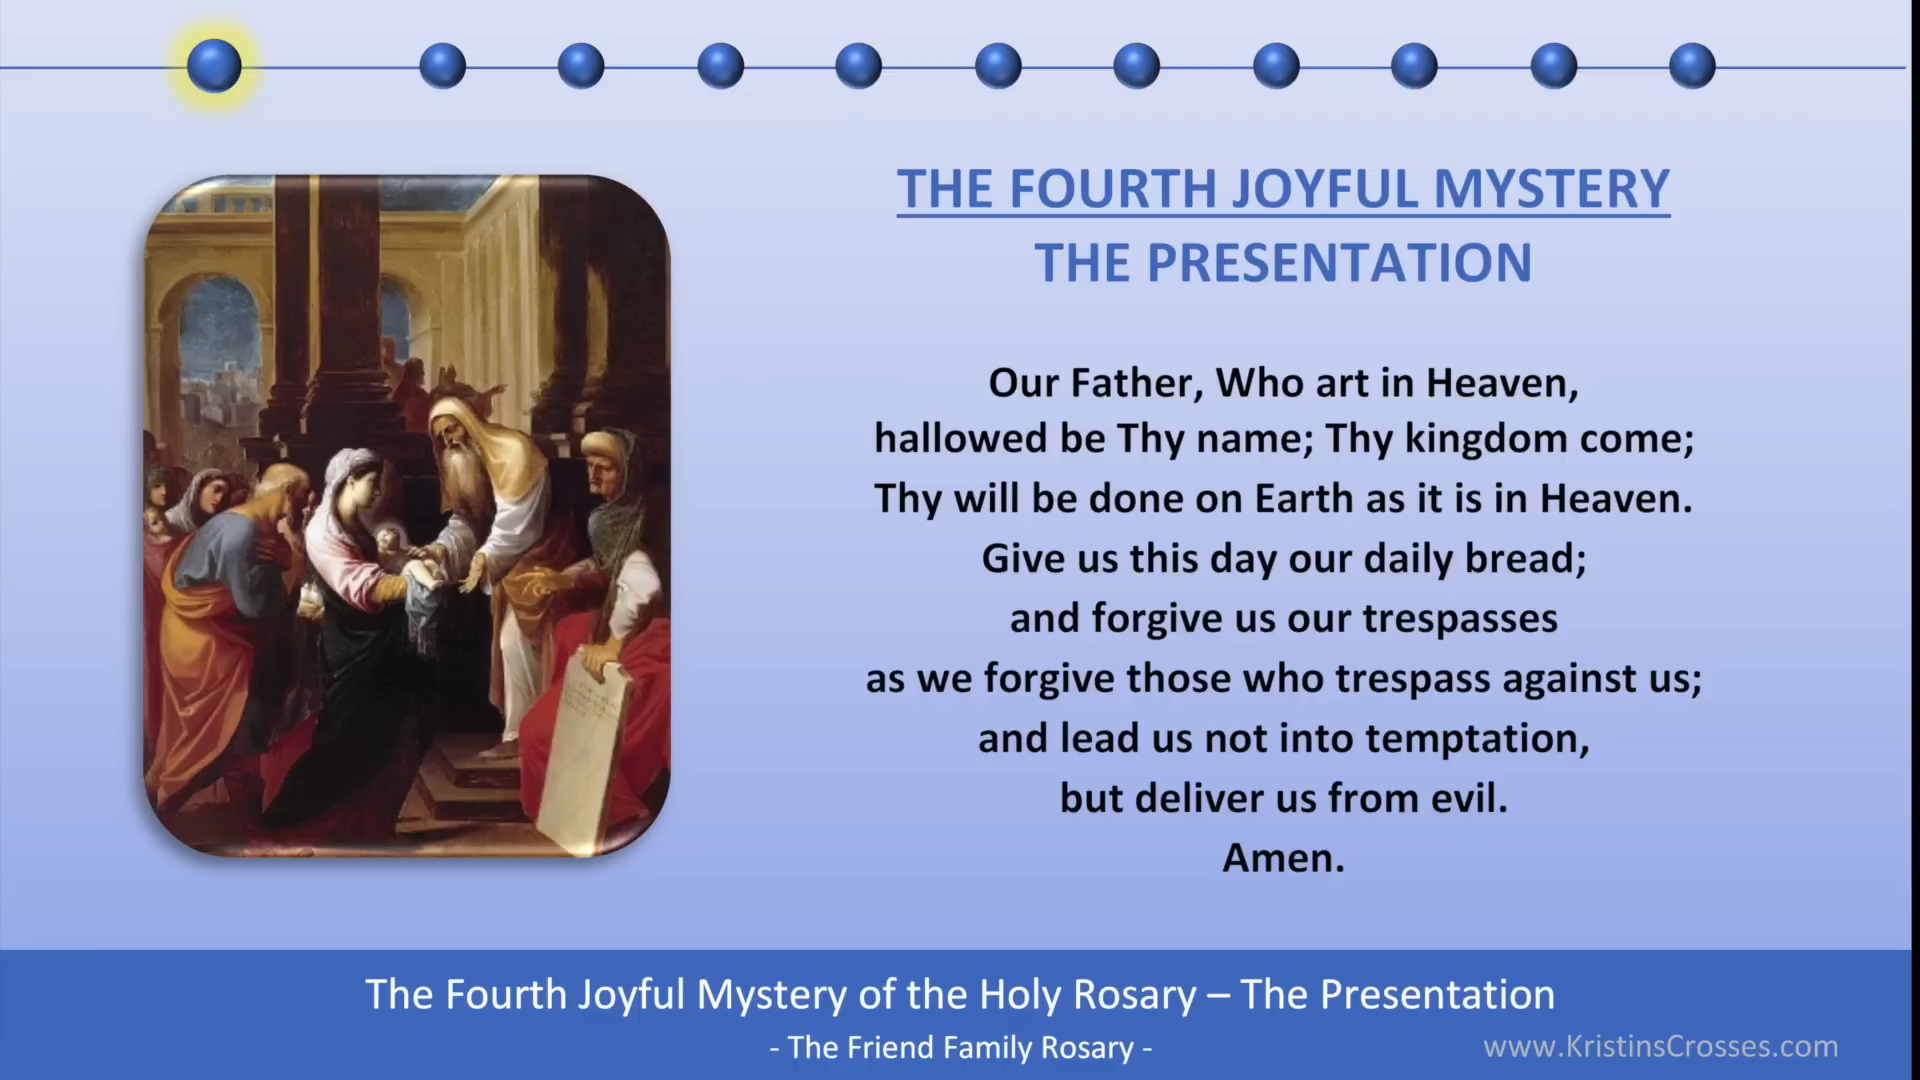 THE FOURTH JOYFUL MYSTERY
THE PRESENTATION
Our Father, Who art in Heaven,
hallowed be Thy name; Thy kingdom come;
Thy will be done on Earth as it is in Heaven.
Give us this day our daily bread;
and forgive us our trespasses
as we forgive those who trespass against us;
and lead us not into temptation,
but deliver us from evil.
Amen.
The Fourth Joyful Mystery of the Holy Rosary – The Presentation
- The Friend Family Rosary -
www.KristinsCrosses.com